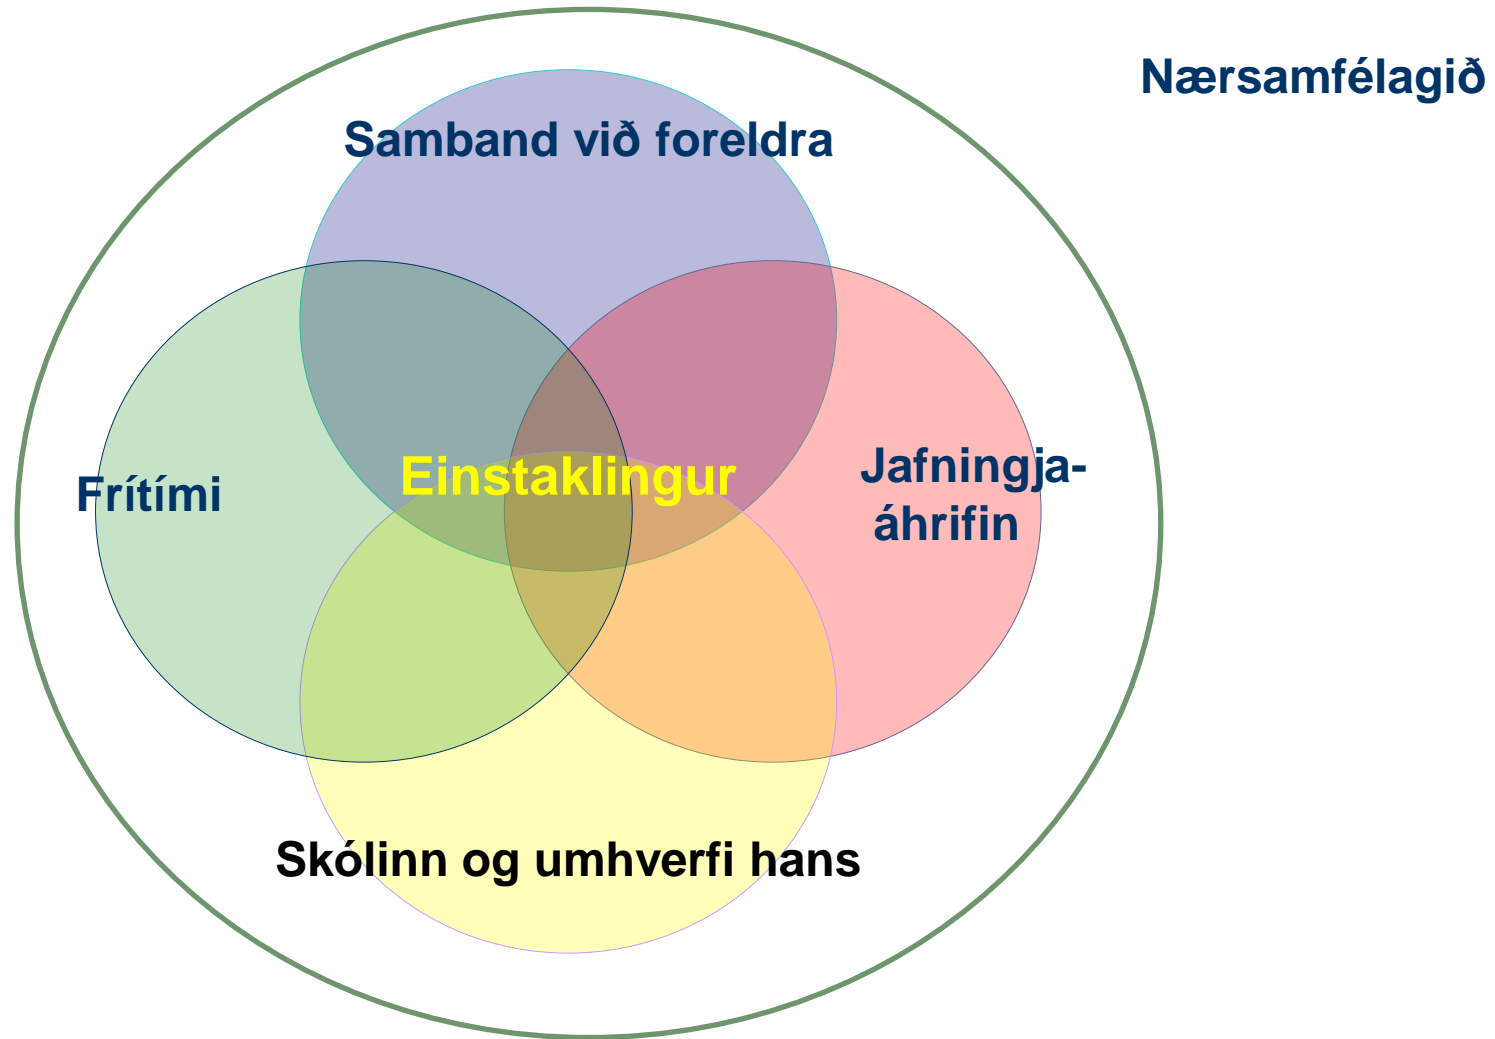 Nærsamfélagið
Samband við foreldra
Einstaklingur
Frítími
Jafningja-
áhrifin
Skólinn og umhverfi hans